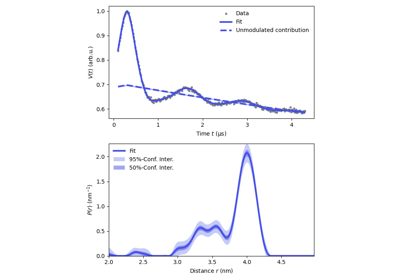 1.0
0.9
0.8
0.7
0.6
V(t) (arb.u.)
Data
Fit
Unmodulated contribution
0
1
2
3
4
Time t (μs)
2.0
1.5
1.0
0.5
0.0
P(r) (nm⁻¹)
Fit
95%-Conf. Inter.
50%-Conf. Inter.
2.0
2.5
3.0
3.5
4.0
4.5
Distance r (nm)